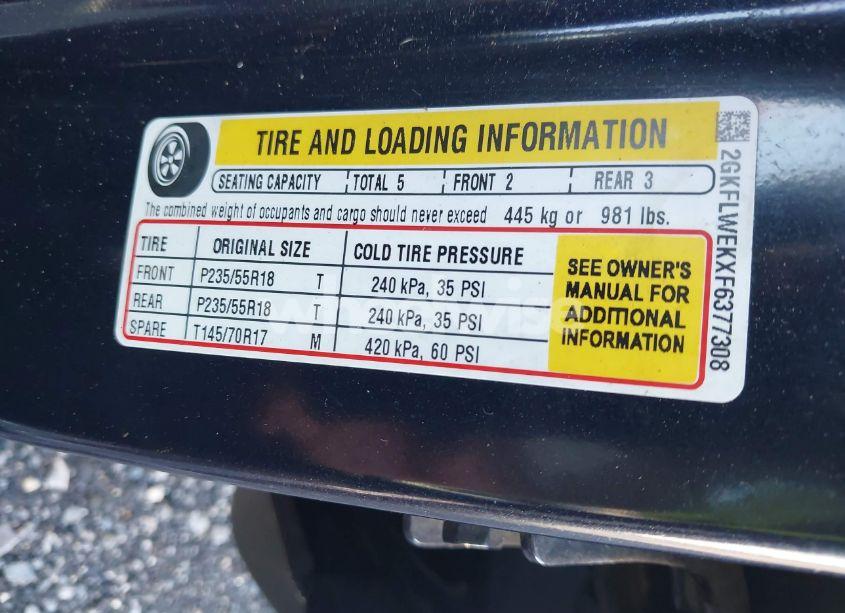 TIRE AND LOADING INFORMATION
SEATING CAPACITY TOTAL 5 FRONT 2 REAR 3
The combined weight of occupants and cargo should never exceed 445 kg or 981 lbs.
TIRE ORIGINAL SIZE COLD TIRE PRESSURE
FRONT P235/55R18 T 240 kPa, 35 PSI
REAR P235/55R18 T 240 kPa, 35 PSI
SPARE T145/70R17 M 420 kPa, 60 PSI
SEE OWNER'S
MANUAL FOR
ADDITIONAL
INFORMATION
2GKFLWEKXF6377308